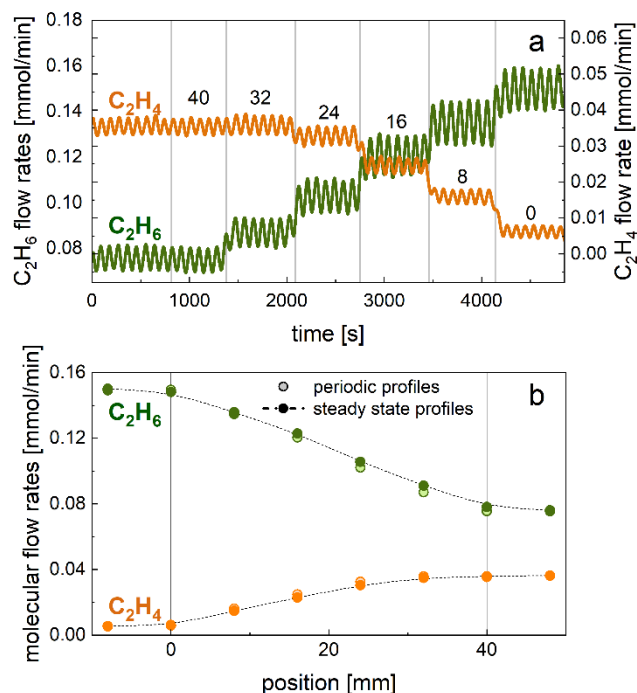 C₂H₆ flow rates [mmol/min]
0.18
0.16
0.14
0.12
0.10
0.08
a
C₂H₄
40
32
24
16
8
0
C₂H₆
0.06
0.05
0.04
0.03
0.02
0.01
0.00
C₂H₄ flow rate [mmol/min]
0
1000
2000
3000
4000
time [s]
molecular flow rates [mmol/min]
0.16
0.12
0.08
0.04
0.00
C₂H₆
periodic profiles
steady state profiles
b
C₂H₄
0
20
40
position [mm]